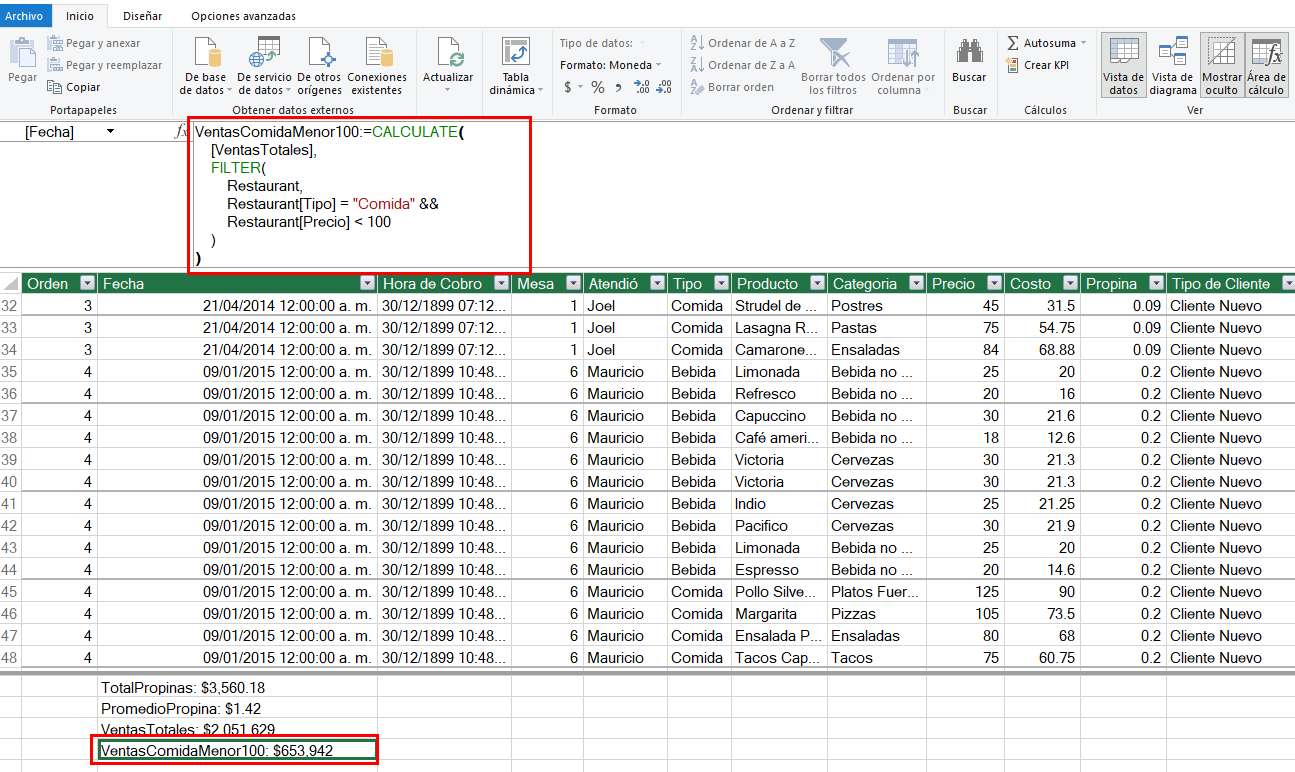 Archivo Inicio Diseñar Opciones avanzadas
Pegar
Pegar y anexar
Pegar y reemplazar
Copiar
Portapapeles
De base de datos
De servicio de datos
De otros orígenes
Conexiones existentes
Obtener datos externos
Actualizar
Tabla dinámica
Tipo de datos:
Formato: Moneda
$ % , .00 .00
Formato
Ordenar de A a Z
Ordenar de Z a A
Borrar orden
Borrar todos los filtros
Ordenar por columna
Ordenar y filtrar
Buscar
Buscar
Autosuma
Crear KPI
Cálculos
Vista de datos
Vista de diagrama
Mostrar oculto
Área de cálculo
Ver
[Fecha] fx
VentasComidaMenor100:=CALCULATE(
[VentasTotales],
FILTER(
Restaurant,
Restaurant[Tipo] = "Comida" &&
Restaurant[Precio] < 100
)
)
Orden Fecha Hora de Cobro Mesa Atendió Tipo Producto Categoria Precio Costo Propina Tipo de Cliente
32 3 21/04/2014 12:00:00 a. m. 30/12/1899 07:12... 1 Joel Comida Strudel de ... Postres 45 31.5 0.09 Cliente Nuevo
33 3 21/04/2014 12:00:00 a. m. 30/12/1899 07:12... 1 Joel Comida Lasagna R... Pastas 75 54.75 0.09 Cliente Nuevo
34 3 21/04/2014 12:00:00 a. m. 30/12/1899 07:12... 1 Joel Comida Camarone... Ensaladas 84 68.88 0.09 Cliente Nuevo
35 4 09/01/2015 12:00:00 a. m. 30/12/1899 10:48... 6 Mauricio Bebida Limonada Bebida no ... 25 20 0.2 Cliente Nuevo
36 4 09/01/2015 12:00:00 a. m. 30/12/1899 10:48... 6 Mauricio Bebida Refresco Bebida no ... 20 16 0.2 Cliente Nuevo
37 4 09/01/2015 12:00:00 a. m. 30/12/1899 10:48... 6 Mauricio Bebida Capuccino Bebida no ... 30 21.6 0.2 Cliente Nuevo
38 4 09/01/2015 12:00:00 a. m. 30/12/1899 10:48... 6 Mauricio Bebida Café ameri... Bebida no ... 18 12.6 0.2 Cliente Nuevo
39 4 09/01/2015 12:00:00 a. m. 30/12/1899 10:48... 6 Mauricio Bebida Victoria Cervezas 30 21.3 0.2 Cliente Nuevo
40 4 09/01/2015 12:00:00 a. m. 30/12/1899 10:48... 6 Mauricio Bebida Victoria Cervezas 30 21.3 0.2 Cliente Nuevo
41 4 09/01/2015 12:00:00 a. m. 30/12/1899 10:48... 6 Mauricio Bebida Indio Cervezas 25 21.25 0.2 Cliente Nuevo
42 4 09/01/2015 12:00:00 a. m. 30/12/1899 10:48... 6 Mauricio Bebida Pacifico Cervezas 30 21.9 0.2 Cliente Nuevo
43 4 09/01/2015 12:00:00 a. m. 30/12/1899 10:48... 6 Mauricio Bebida Limonada Bebida no ... 25 20 0.2 Cliente Nuevo
44 4 09/01/2015 12:00:00 a. m. 30/12/1899 10:48... 6 Mauricio Bebida Espresso Bebida no ... 20 14.6 0.2 Cliente Nuevo
45 4 09/01/2015 12:00:00 a. m. 30/12/1899 10:48... 6 Mauricio Comida Pollo Silve... Platos Fuer... 125 90 0.2 Cliente Nuevo
46 4 09/01/2015 12:00:00 a. m. 30/12/1899 10:48... 6 Mauricio Comida Margarita Pizzas 105 73.5 0.2 Cliente Nuevo
47 4 09/01/2015 12:00:00 a. m. 30/12/1899 10:48... 6 Mauricio Comida Ensalada P... Ensaladas 80 68 0.2 Cliente Nuevo
48 4 09/01/2015 12:00:00 a. m. 30/12/1899 10:48... 6 Mauricio Comida Tacos Cap... Tacos 75 60.75 0.2 Cliente Nuevo
TotalPropinas: $3,560.18
PromedioPropina: $1.42
VentasTotales: $2,051,629
VentasComidaMenor100: $653,942